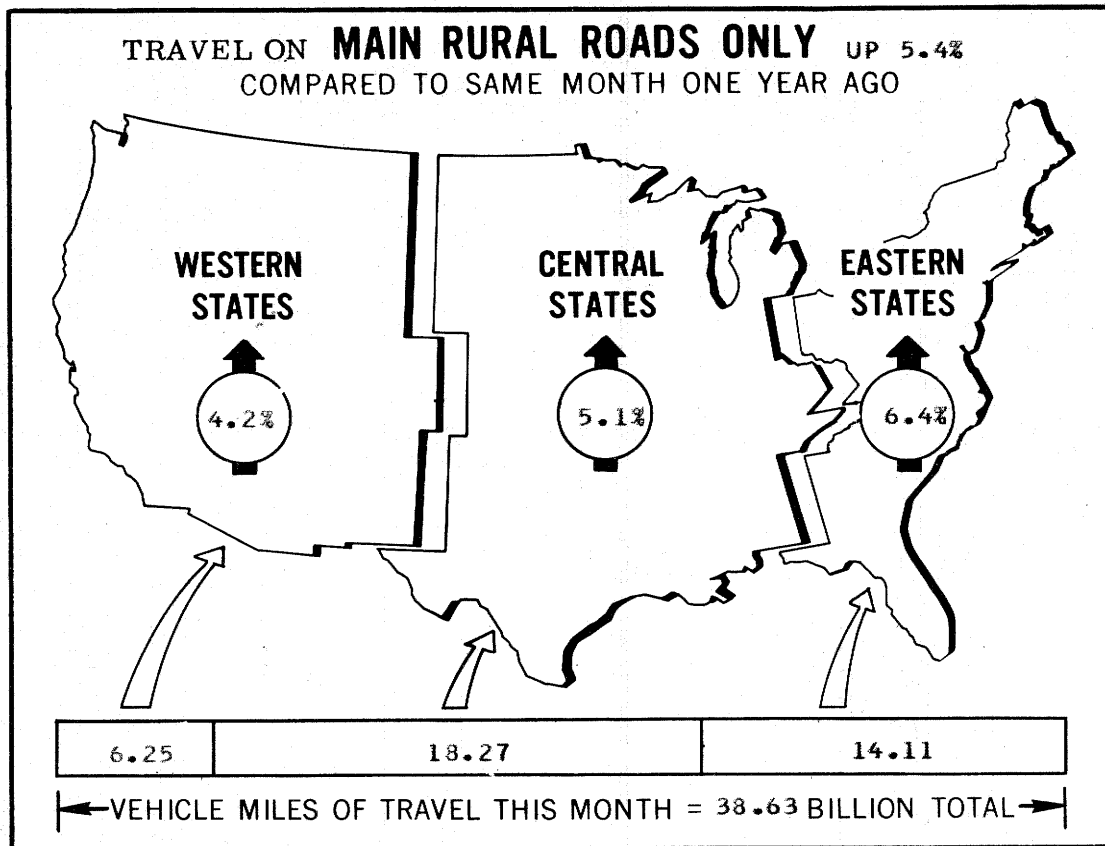 TRAVEL ON MAIN RURAL ROADS ONLY UP 5.4%
COMPARED TO SAME MONTH ONE YEAR AGO
WESTERN
STATES
4.2%
CENTRAL
STATES
5.1%
EASTERN
STATES
6.4%
6.25 18.27 14.11
VEHICLE MILES OF TRAVEL THIS MONTH = 38.63 BILLION TOTAL